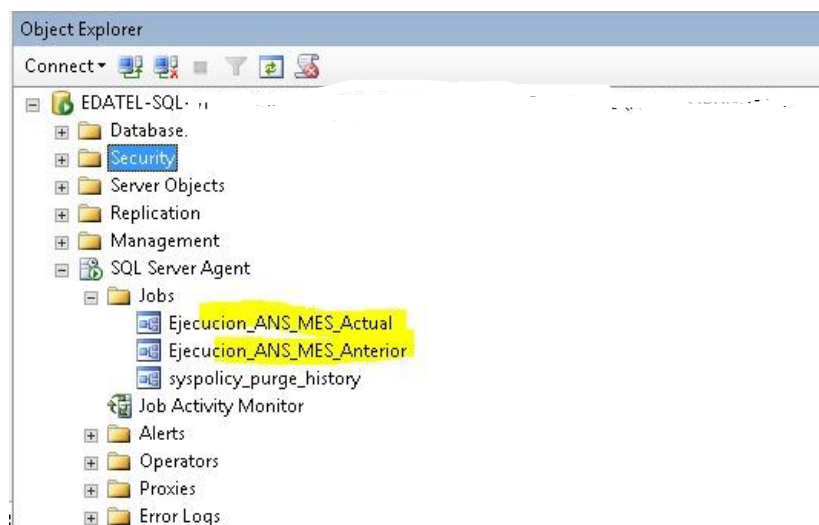 Object Explorer
Connect
EDATEL-SQL-
Database.
Security
Server Objects
Replication
Management
SQL Server Agent
Jobs
Ejecucion_ANS_MES_Actual
Ejecucion_ANS_MES_Anterior
syspolicy_purge_history
Job Activity Monitor
Alerts
Operators
Proxies
Error Logs